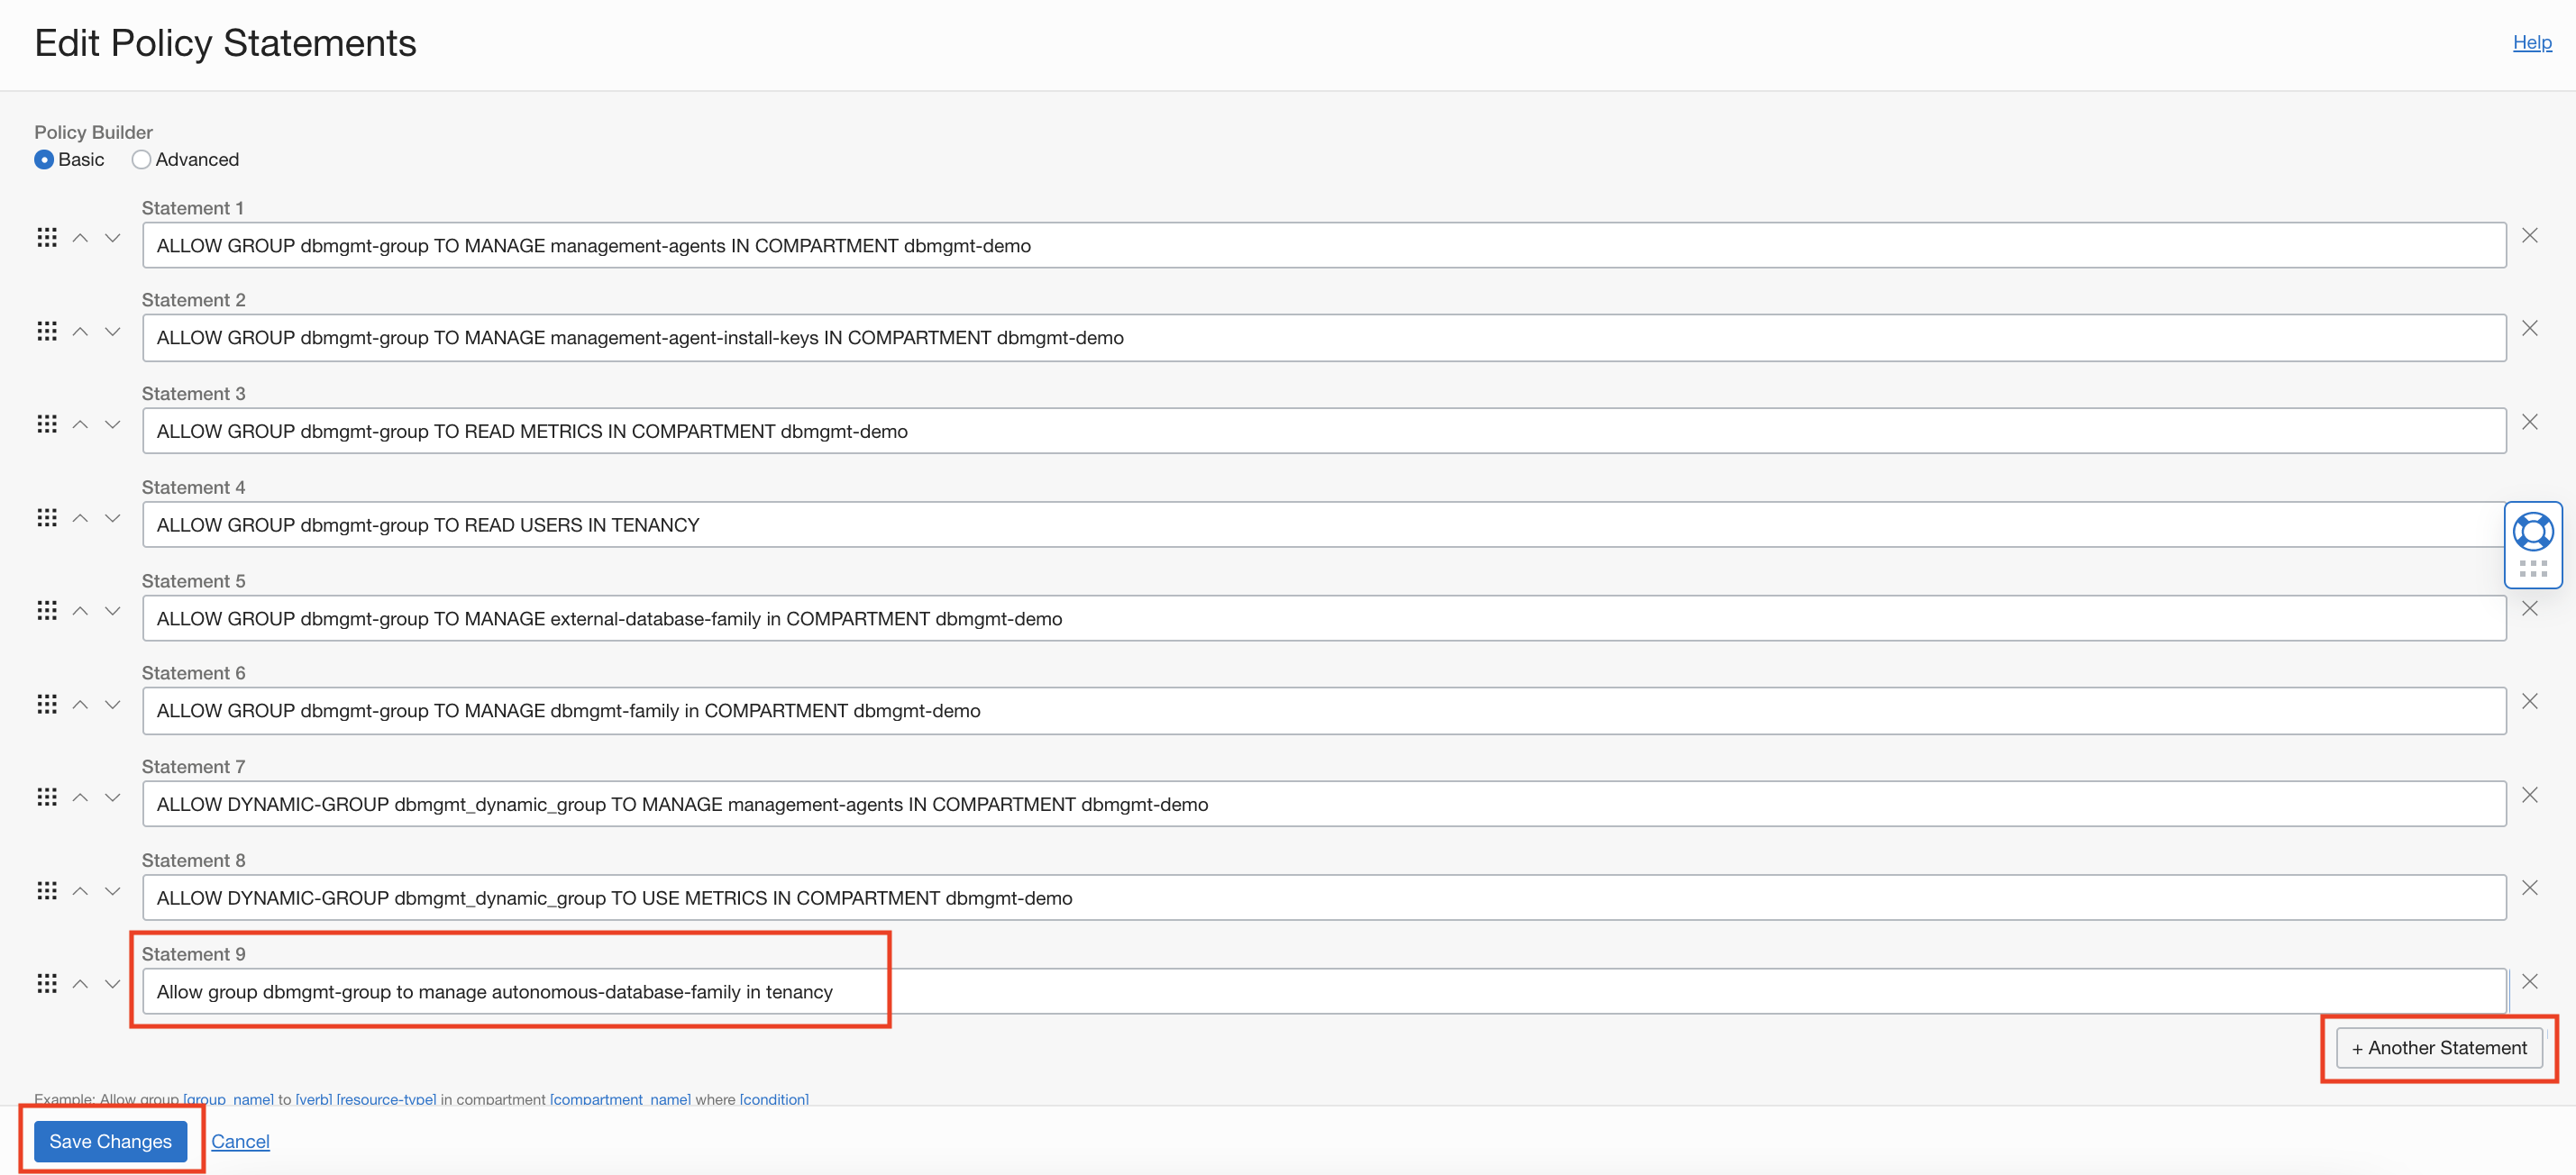 Edit Policy Statements
Help
Policy Builder
Basic
Advanced
Statement 1
ALLOW GROUP dbmgmt-group TO MANAGE management-agents IN COMPARTMENT dbmgmt-demo
Statement 2
ALLOW GROUP dbmgmt-group TO MANAGE management-agent-install-keys IN COMPARTMENT dbmgmt-demo
Statement 3
ALLOW GROUP dbmgmt-group TO READ METRICS IN COMPARTMENT dbmgmt-demo
Statement 4
ALLOW GROUP dbmgmt-group TO READ USERS IN TENANCY
Statement 5
ALLOW GROUP dbmgmt-group TO MANAGE external-database-family in COMPARTMENT dbmgmt-demo
Statement 6
ALLOW GROUP dbmgmt-group TO MANAGE dbmgmt-family in COMPARTMENT dbmgmt-demo
Statement 7
ALLOW DYNAMIC-GROUP dbmgmt_dynamic_group TO MANAGE management-agents IN COMPARTMENT dbmgmt-demo
Statement 8
ALLOW DYNAMIC-GROUP dbmgmt_dynamic_group TO USE METRICS IN COMPARTMENT dbmgmt-demo
Statement 9
Allow group dbmgmt-group to manage autonomous-database-family in tenancy
+ Another Statement
Example: Allow group [group_name] to [verb] [resource-type] in compartment [compartment_name] where [condition]
Save Changes
Cancel